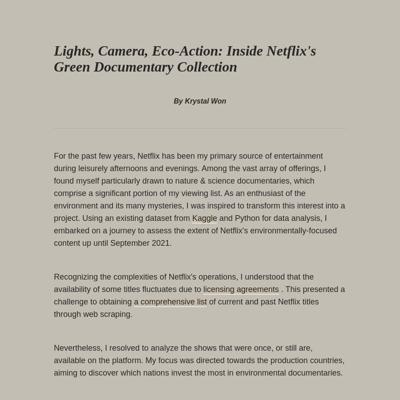 Lights, Camera, Eco-Action: Inside Netflix's
Green Documentary Collection
By Krystal Won
For the past few years, Netflix has been my primary source of entertainment
during leisurely afternoons and evenings. Among the vast array of offerings, I
found myself particularly drawn to nature & science documentaries, which
comprise a significant portion of my viewing list. As an enthusiast of the
environment and its many mysteries, I was inspired to transform this interest into a
project. Using an existing dataset from Kaggle and Python for data analysis, I
embarked on a journey to assess the extent of Netflix's environmentally-focused
content up until September 2021.
Recognizing the complexities of Netflix's operations, I understood that the
availability of some titles fluctuates due to licensing agreements . This presented a
challenge to obtaining a comprehensive list of current and past Netflix titles
through web scraping.
Nevertheless, I resolved to analyze the shows that were once, or still are,
available on the platform. My focus was directed towards the production countries,
aiming to discover which nations invest the most in environmental documentaries.